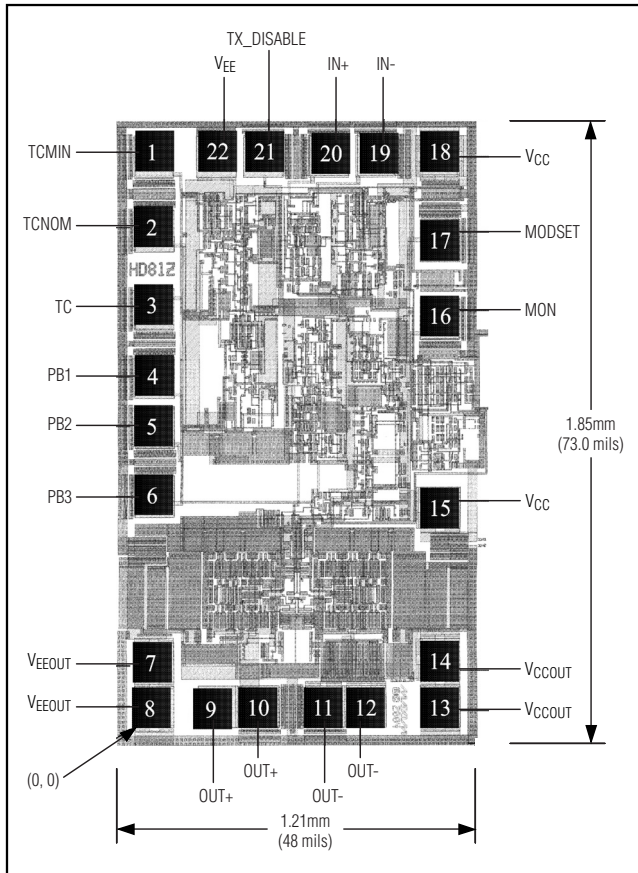 TX_DISABLE
VEE
IN+ IN-
TCMIN 1 22 21 20 19 18 VCC
TCNOM 2 17 MODSET
HD81Z
TC 3 16 MON
PB1 4
PB2 5
1.85mm
(73.0 mils)
PB3 6 15 VCC
VEEOUT 7 14 VCCOUT
VEEOUT 8 9 10 11 12 13 VCCOUT
(0, 0)
OUT+ OUT-
OUT+ OUT-
1.21mm
(48 mils)